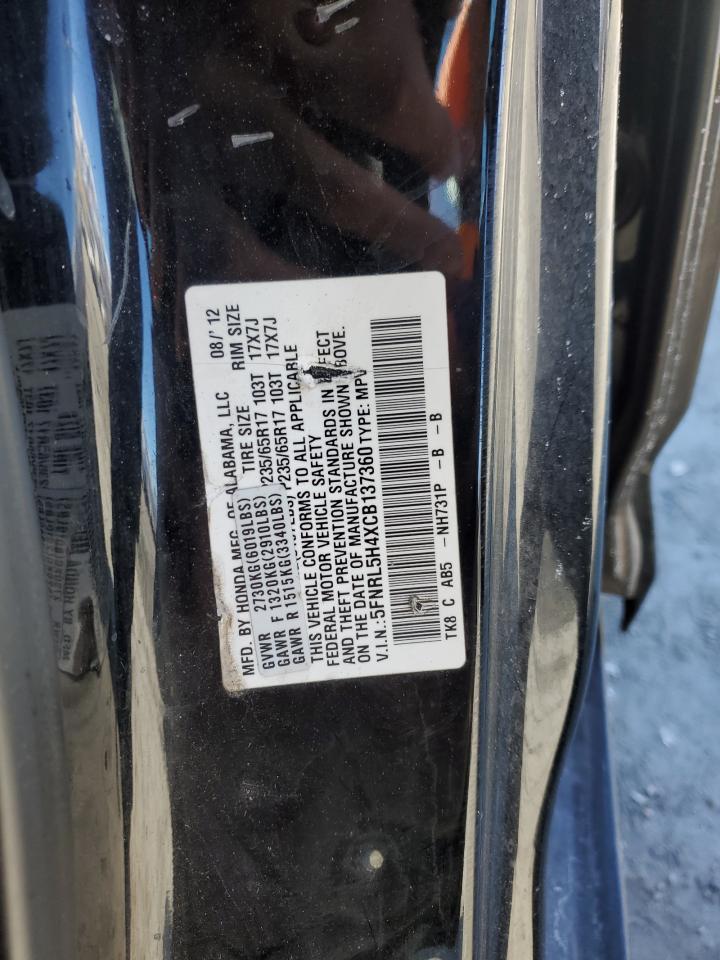 MFD. BY HONDA MFG. OF ALABAMA, LLC 08/'12
TIRE SIZE RIM SIZE
GVWR 2730KG(6019LBS)
GAWR F 1320KG(2910LBS) P235/65R17 103T 17X7J
GAWR R 1515KG(3340LBS) P235/65R17 103T 17X7J
THIS VEHICLE CONFORMS TO ALL APPLICABLE
FEDERAL MOTOR VEHICLE SAFETY
AND THEFT PREVENTION STANDARDS IN EFFECT
ON THE DATE OF MANUFACTURE SHOWN ABOVE.
V.I.N.:5FNRL5H4XCB137360 TYPE: MPV
TK8 C AB5 -NH731P -B -B